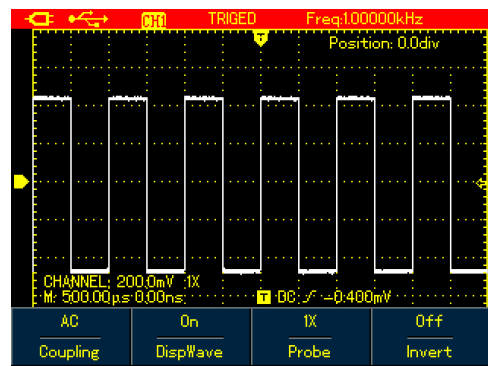 CH1 TRIGED Freq:1.00000kHz
T
Position: 0.0div
CHANNEL: 200.0mV 1X
M: 500.00μs 0.00ns T DC -0.400mV
AC On 1X Off
Coupling DispWave Probe Invert